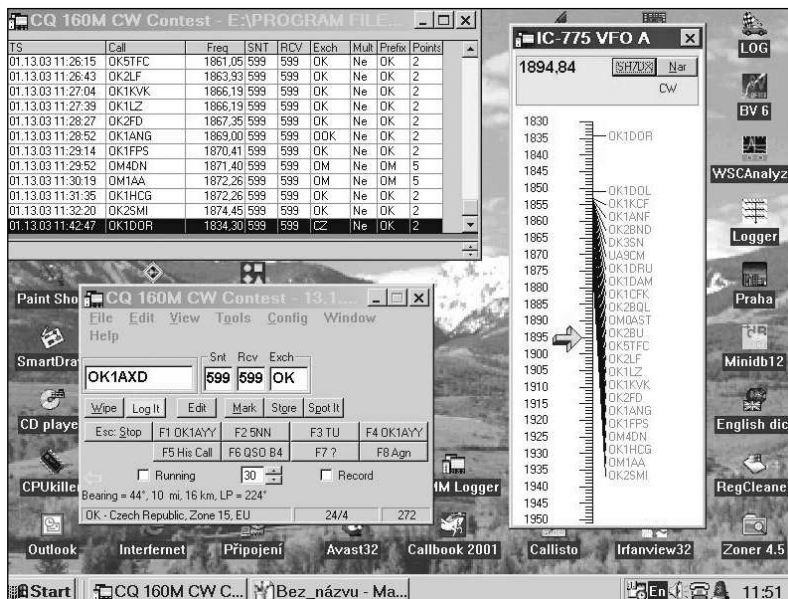 CQ 160M CW Contest - E:\PROGRAM FILE...
TS Call Freq SNT RCV Exch Mult Prefix Points
01.13.03 11:26:15 OK5TFC 1861,05 599 599 OK Ne OK 2
01.13.03 11:26:43 OK2LF 1863,93 599 599 OK Ne OK 2
01.13.03 11:27:04 OK1KVK 1866,19 599 599 OK Ne OK 2
01.13.03 11:27:39 OK1LZ 1866,19 599 599 OK Ne OK 2
01.13.03 11:28:27 OK2FD 1867,35 599 599 OK Ne OK 2
01.13.03 11:28:52 OK1ANG 1869,00 599 599 OOK Ne OK 2
01.13.03 11:29:14 OK1FPS 1870,41 599 599 OK Ne OK 2
01.13.03 11:29:52 OM4DN 1871,40 599 599 OM Ne OM 5
01.13.03 11:30:19 OM1AA 1872,26 599 599 OM Ne OM 5
01.13.03 11:31:35 OK1HCG 1872,26 599 599 OK Ne OK 2
01.13.03 11:32:20 OK2SMI 1874,45 599 599 OK Ne OK 2
01.13.03 11:42:47 OK1DOR 1834,30 599 599 CZ Ne OK 2
CQ 160M CW Contest - 13.1....
File Edit View Tools Config Window
Help
Snt Rcv Exch
OK1AXD 599 599 OK
Wipe Log It Edit Mark Store Spot It
Esc: Stop F1 OK1AYY F2 5NN F3 TU F4 OK1AYY
F5 His Call F6 QSO B4 F7 ? F8 Agn
Running 30 Record
Bearing = 44°, 10 mi, 16 km, LP = 224°
OK - Czech Republic, Zone 15, EU 24/4 272
IC-775 VFO A
1894,84 Nar
CW
1830
1835
1840
1845
1850
1855
1860
1865
1870
1875
1880
1885
1890
1895
1900
1905
1910
1915
1920
1925
1930
1935
1940
1945
1950
OK1DOR
OK1DOL
OK1KCF
OK1ANF
OK2BND
DK3SN
UA9CM
OK1DRU
OK1DAM
OK1CFK
OK2BQL
OM0AST
OK2BU
OK5TFC
OK2LF
OK1LZ
OK1KVK
OK2FD
OK1ANG
OK1FPS
OM4DN
OK1HCG
OM1AA
OK2SMI
LOG
BV 6
WSCAnalyz
Logger
Praha
Minidb12
English dic
RegCleane
Zoner 4.5
Paint Sho
SmartDra
CD playe
CPUkiller
MM Logger
Outlook
Interfernet
Připojení
Avast32
Callbook 2001
Callisto
Irfanview32
Start
CQ 160M CW C...
Bez_názvu - Ma...
En
11:51